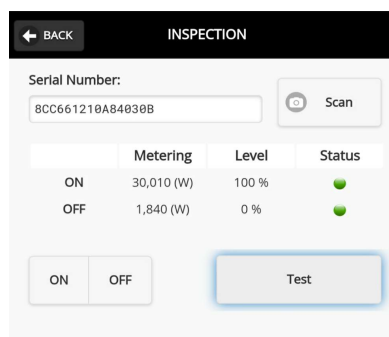 BACK
INSPECTION
Serial Number:
8CC661210A84030B
Scan
Metering Level Status
ON 30,010 (W) 100 %
OFF 1,840 (W) 0 %
ON OFF Test